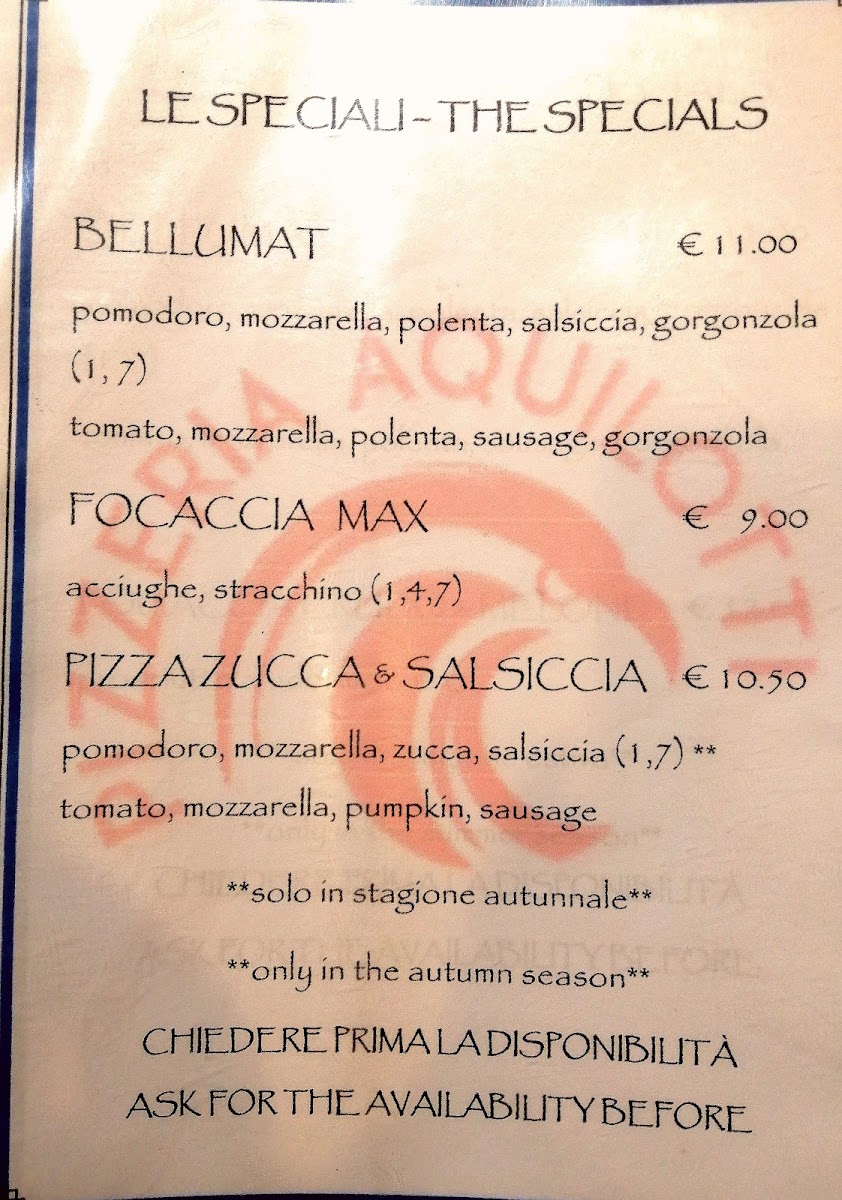 LE SPECIALI - THE SPECIALS
BELLUMAT € 11.00
pomodoro, mozzarella, polenta, salsiccia, gorgonzola
(1, 7)
tomato, mozzarella, polenta, sausage, gorgonzola
PIZZERIA AQUILOTTI
FOCACCIA MAX € 9.00
acciughe, stracchino (1,4,7)
PIZZA ZUCCA & SALSICCIA € 10.50
pomodoro, mozzarella, zucca, salsiccia (1,7) **
tomato, mozzarella, pumpkin, sausage
**solo in stagione autunnale**
**only in the autumn season**
CHIEDERE PRIMA LA DISPONIBILITÀ
ASK FOR THE AVAILABILITY BEFORE